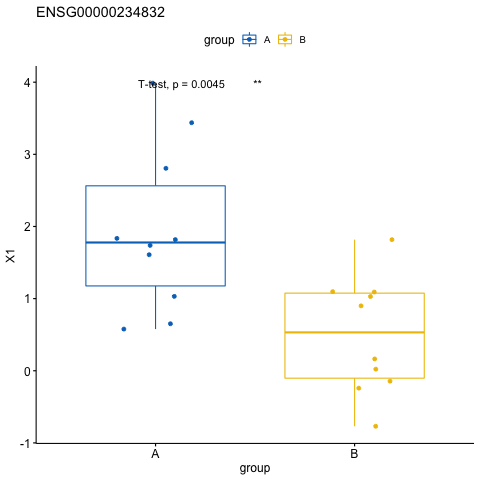 ENSG00000234832
group A B
T-test, p = 0.0045 **
4
3
2
1
0
-1
X1
A B
group